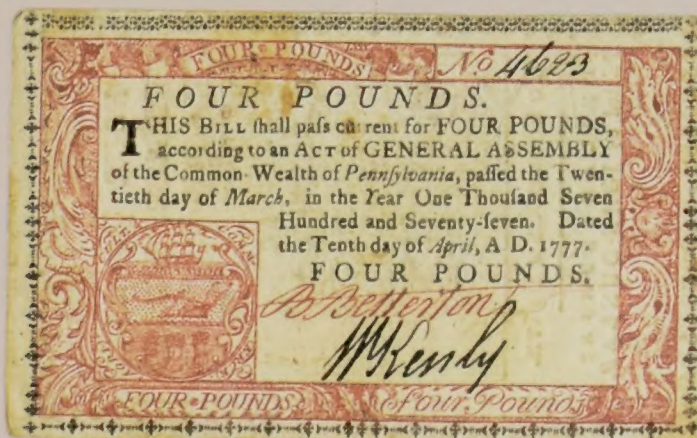 FOUR POUNDS
No 4623
FOUR POUNDS.
THIS BILL ſhall paſs current for FOUR POUNDS,
according to an ACT of GENERAL ASSEMBLY
of the Common-Wealth of Pennſylvania, paſſed the Twen-
tieth day of March, in the Year One Thouſand Seven
Hundred and Seventy-ſeven. Dated
the Tenth day of April, A D. 1777.
FOUR POUNDS.
B Betterton
FOUR POUNDS
Four Pounds